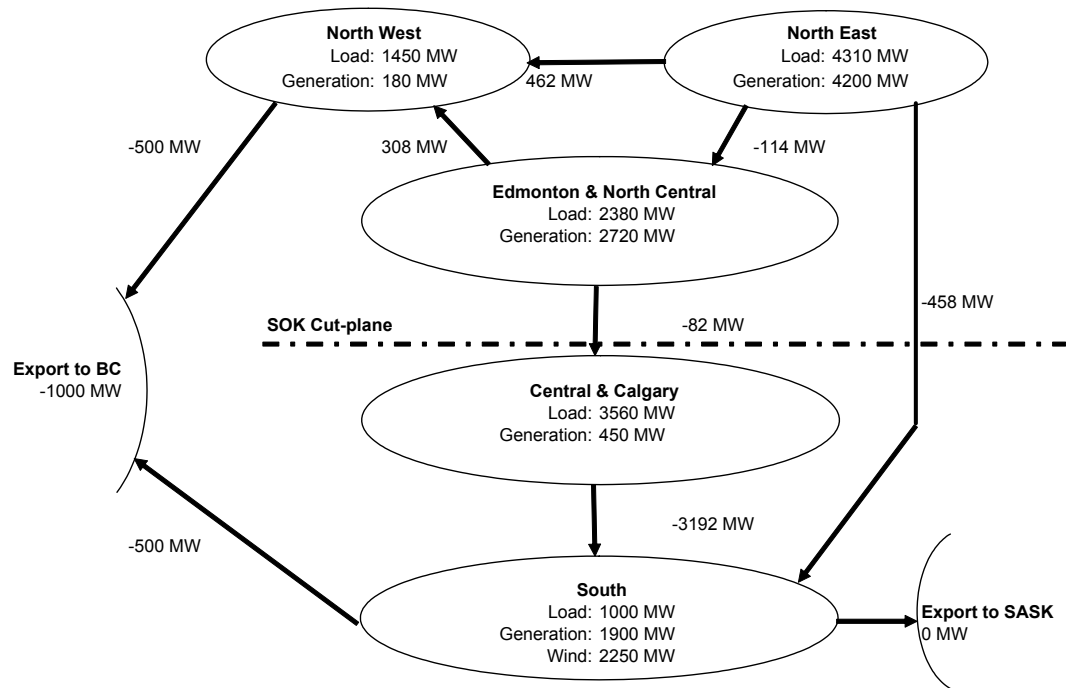 North West
Load: 1450 MW
Generation: 180 MW
North East
Load: 4310 MW
Generation: 4200 MW
462 MW
-500 MW
308 MW
-114 MW
Edmonton & North Central
Load: 2380 MW
Generation: 2720 MW
-458 MW
SOK Cut-plane
-82 MW
Export to BC
-1000 MW
Central & Calgary
Load: 3560 MW
Generation: 450 MW
-3192 MW
-500 MW
South
Load: 1000 MW
Generation: 1900 MW
Wind: 2250 MW
Export to SASK
0 MW